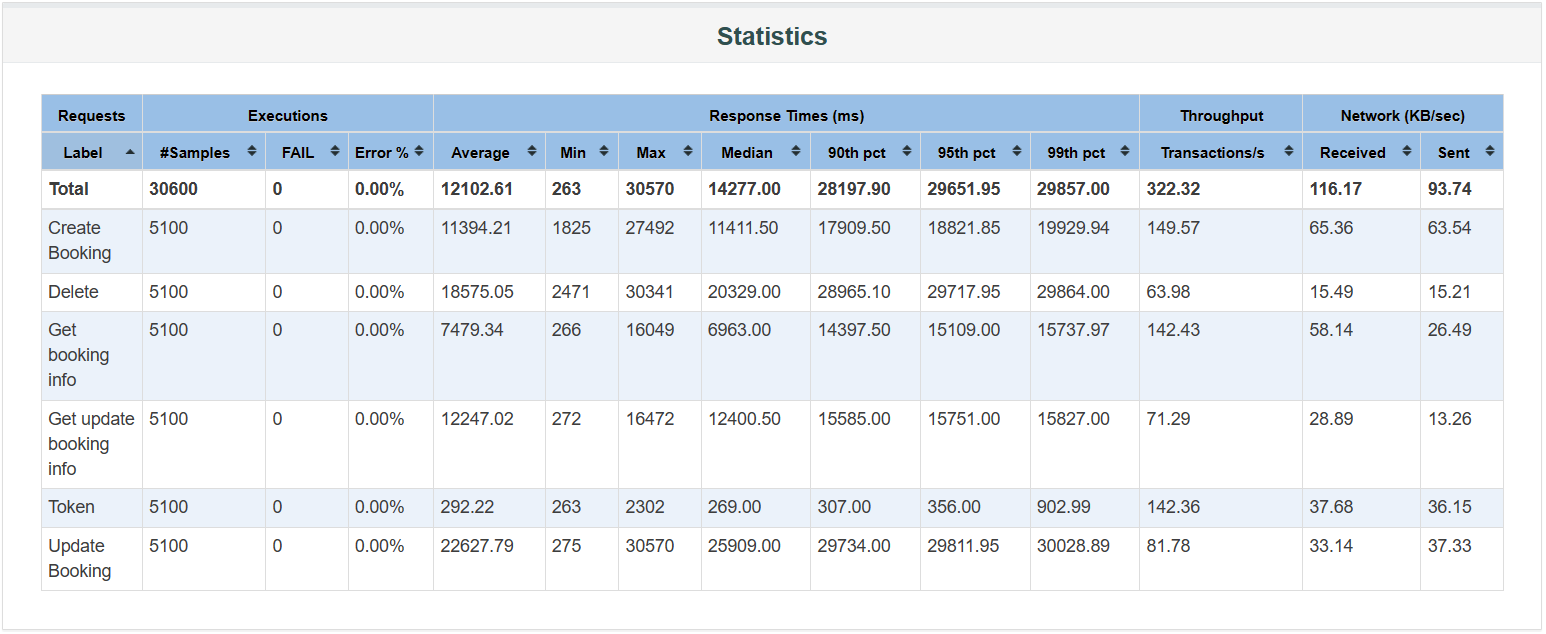 Statistics
Requests Executions Response Times (ms) Throughput Network (KB/sec)
Label #Samples FAIL Error % Average Min Max Median 90th pct 95th pct 99th pct Transactions/s Received Sent
Total 30600 0 0.00% 12102.61 263 30570 14277.00 28197.90 29651.95 29857.00 322.32 116.17 93.74
Create 5100 0 0.00% 11394.21 1825 27492 11411.50 17909.50 18821.85 19929.94 149.57 65.36 63.54
Booking
Delete 5100 0 0.00% 18575.05 2471 30341 20329.00 28965.10 29717.95 29864.00 63.98 15.49 15.21
Get 5100 0 0.00% 7479.34 266 16049 6963.00 14397.50 15109.00 15737.97 142.43 58.14 26.49
booking
info
Get update 5100 0 0.00% 12247.02 272 16472 12400.50 15585.00 15751.00 15827.00 71.29 28.89 13.26
booking
info
Token 5100 0 0.00% 292.22 263 2302 269.00 307.00 356.00 902.99 142.36 37.68 36.15
Update 5100 0 0.00% 22627.79 275 30570 25909.00 29734.00 29811.95 30028.89 81.78 33.14 37.33
Booking